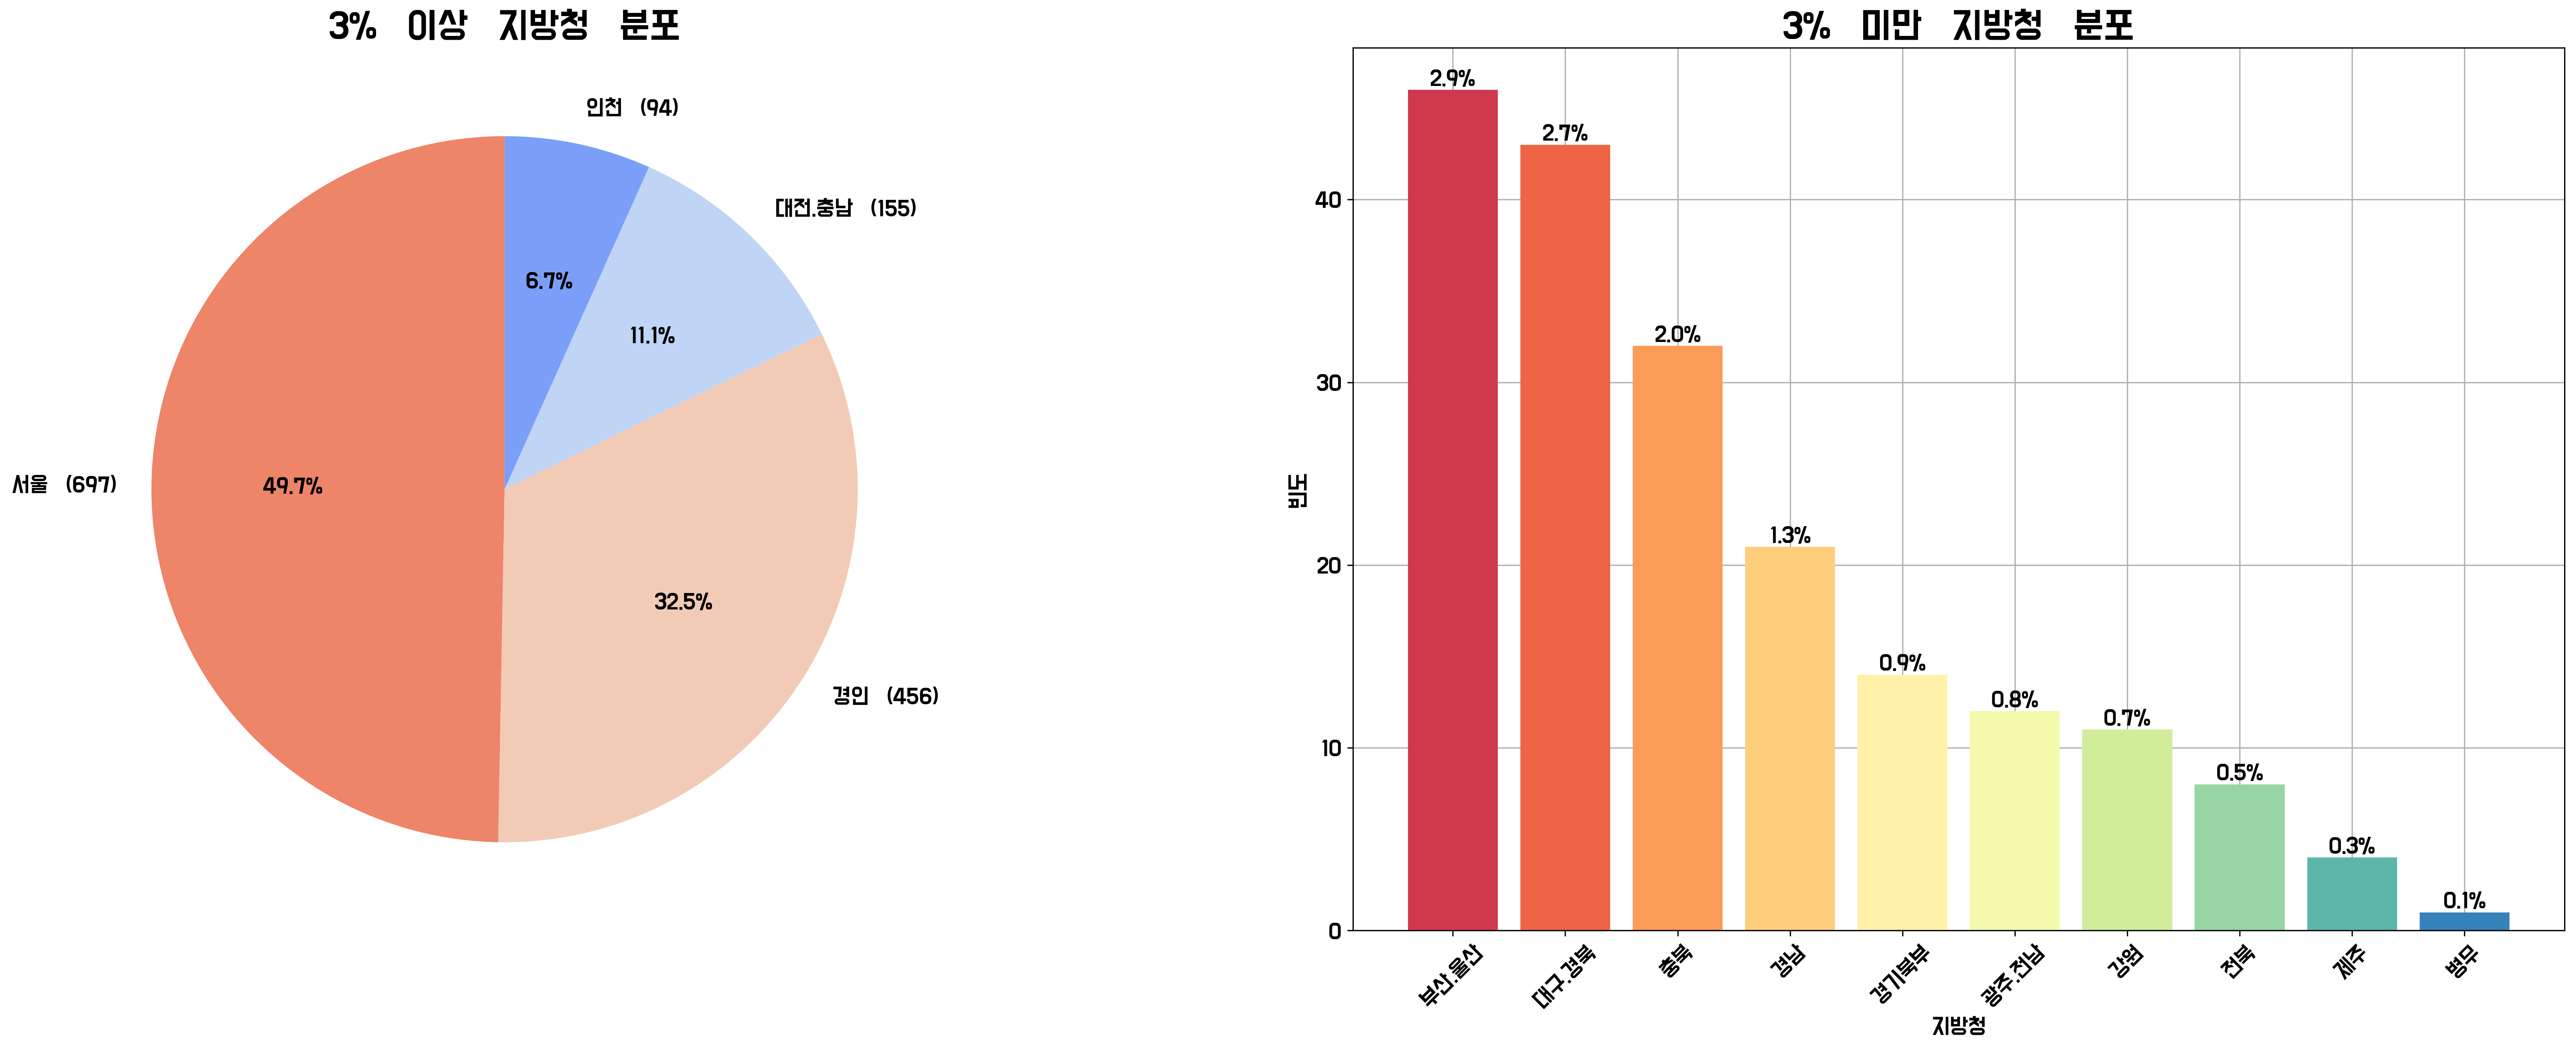 3% 이상 지방청 분포
인천 (94)
대전.충남 (155)
6.7%
11.1%
서울 (697)
49.7%
32.5%
경인 (456)
3% 미만 지방청 분포
2.9%
2.7%
2.0%
1.3%
0.9%
0.8%
0.7%
0.5%
0.3%
0.1%
40
30
20
10
0
빈도
부산.울산
대구.경북
충북
경남
경기북부
광주.전남
강원
전북
제주
병무
지방청